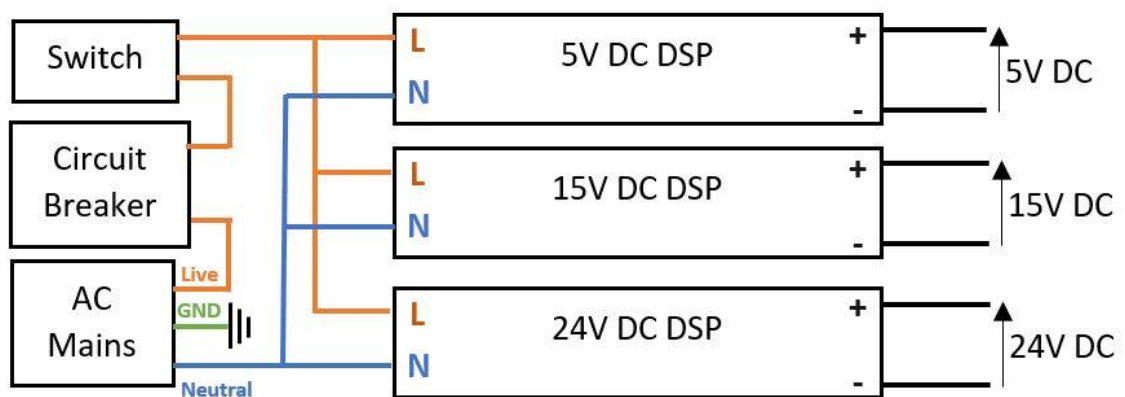 Switch
Circuit
Breaker
AC
Mains
Live
GND
Neutral
L
N
5V DC DSP
+
-
5V DC
L
N
15V DC DSP
+
-
15V DC
L
N
24V DC DSP
+
-
24V DC